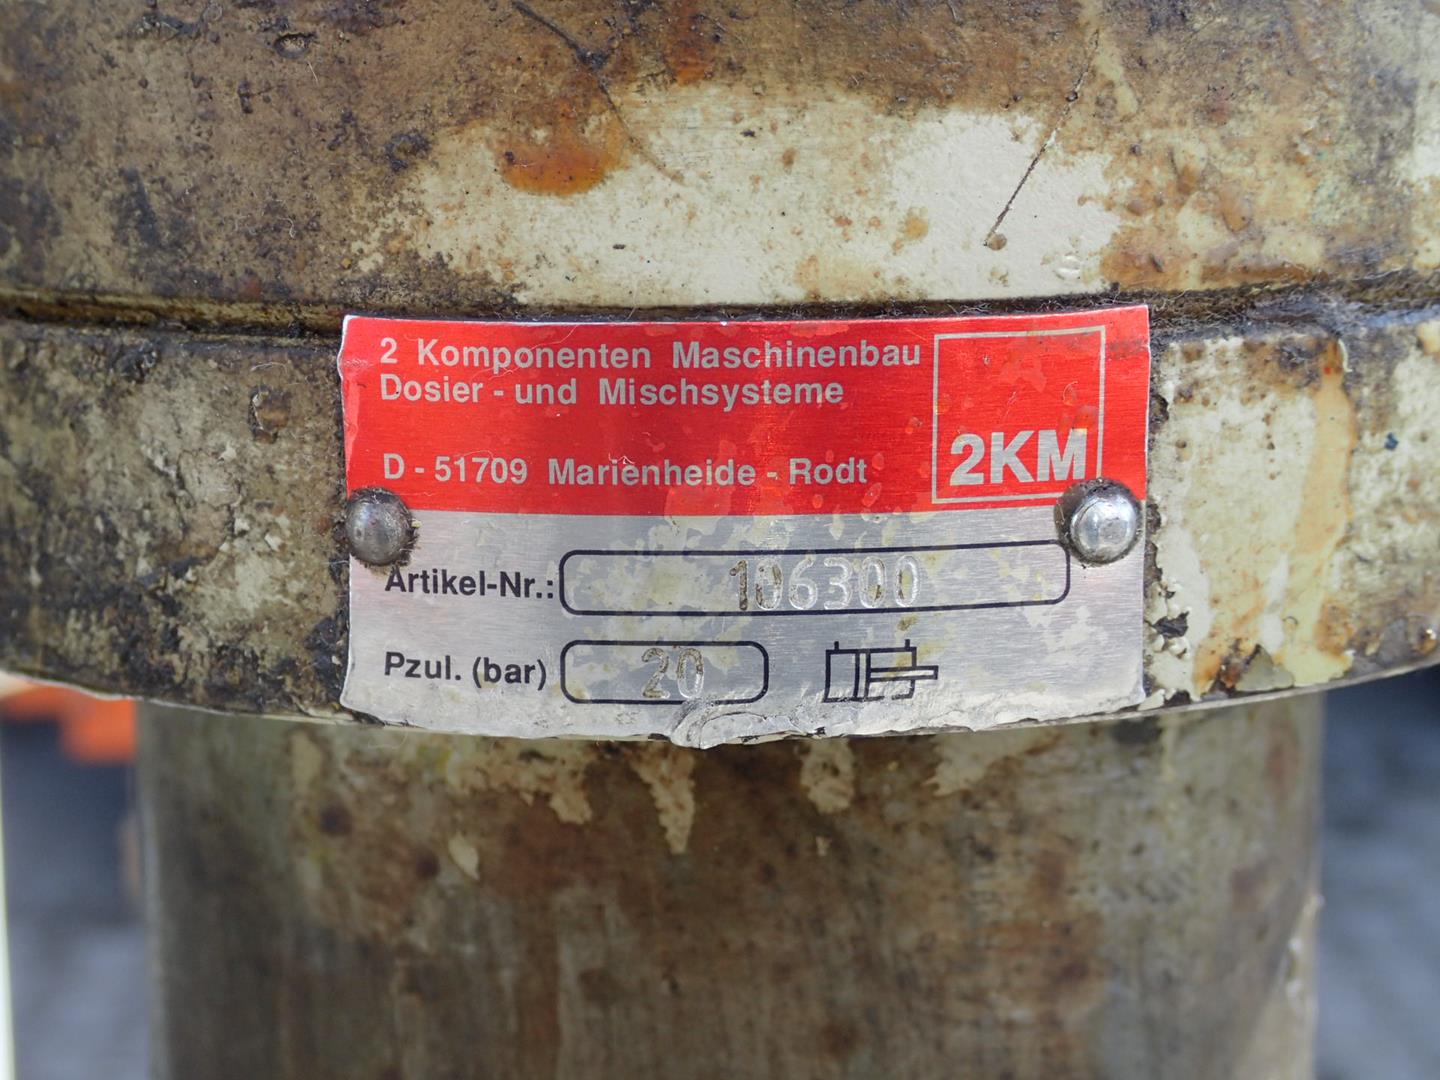 2 Komponenten Maschinenbau
Dosier - und Mischsysteme
D - 51709 Marienheide - Rodt
2KM
Artikel-Nr.: 106300
Pzul. (bar) 20